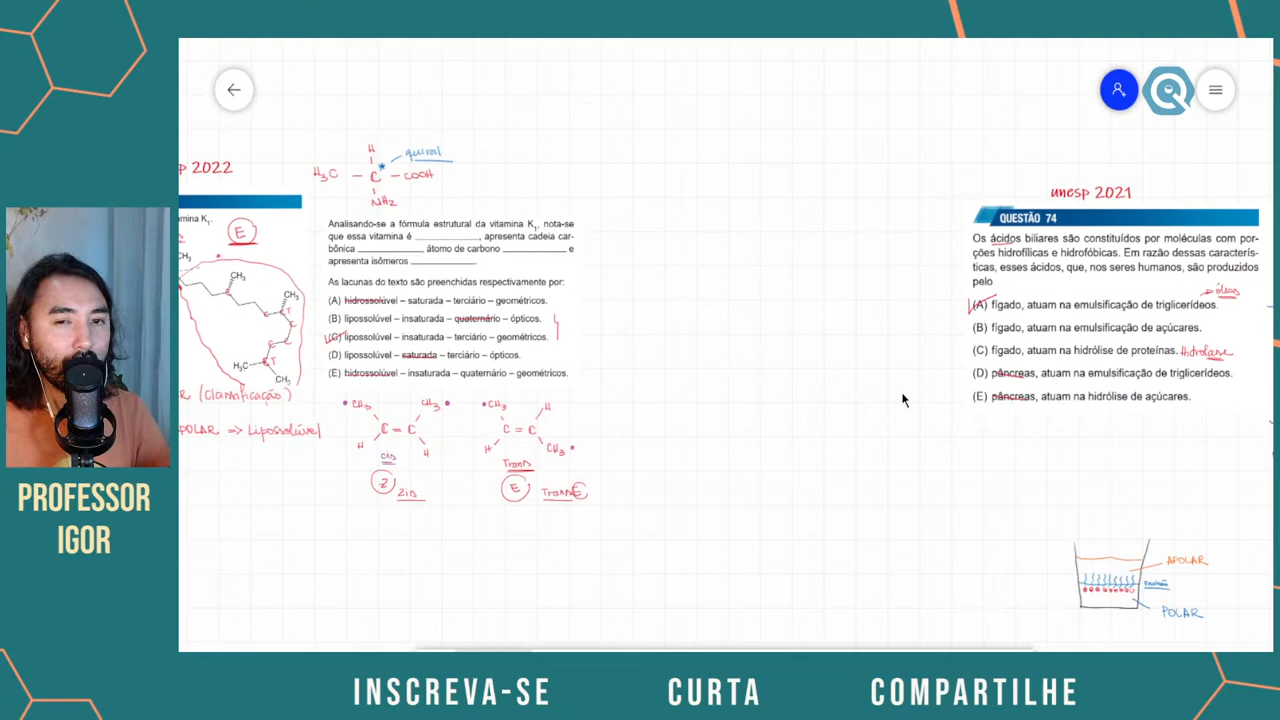 p 2022
mina K₁.
E
CH₃
CH₃
T
C
C
C
C
T
H₃C
CH₃
R (Classificação)
POLAR => Lipossolúvel
H
quiral
H₃C — C* — COOH
NH₂
Analisando-se a fórmula estrutural da vitamina K₁, nota-se
que essa vitamina é ____________, apresenta cadeia car-
bônica ____________, átomo de carbono ____________ e
apresenta isômeros ____________.
As lacunas do texto são preenchidas respectivamente por:
(A) hidrossolúvel – saturada – terciário – geométricos.
(B) lipossolúvel – insaturada – quaternário – ópticos.
(C) lipossolúvel – insaturada – terciário – geométricos.
(D) lipossolúvel – saturada – terciário – ópticos.
(E) hidrossolúvel – insaturada – quaternário – geométricos.
CH₃ CH₃
C = C
H H
Cis
Z
Zis
CH₃ H
C = C
H CH₃
Trans
E
TransE
unesp 2021
QUESTÃO 74
Os ácidos biliares são constituídos por moléculas com por-
ções hidrofílicas e hidrofóbicas. Em razão dessas caracterís-
ticas, esses ácidos, que, nos seres humanos, são produzidos
pelo
óleos
(A) fígado, atuam na emulsificação de triglicerídeos.
(B) fígado, atuam na emulsificação de açúcares.
(C) fígado, atuam na hidrólise de proteínas. Hidrolase
(D) pâncreas, atuam na emulsificação de triglicerídeos.
(E) pâncreas, atuam na hidrólise de açúcares.
APOLAR
POLAR
PROFESSOR
IGOR
INSCREVA-SE CURTA COMPARTILHE